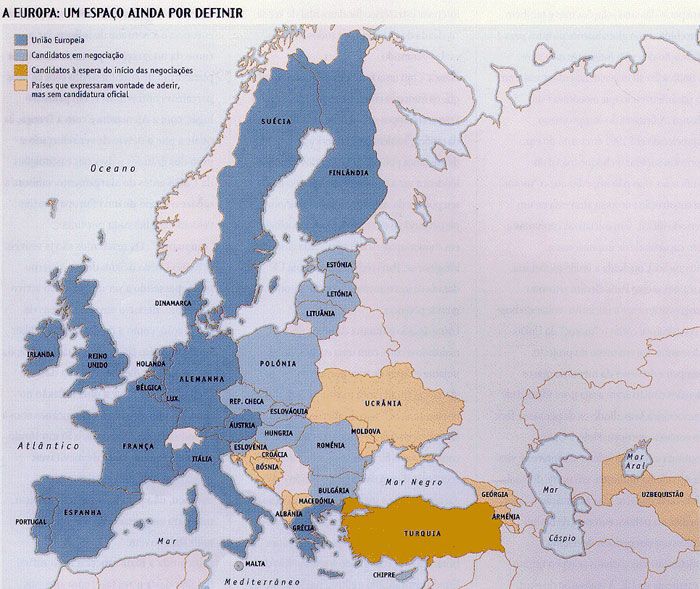 A EUROPA: UM ESPAÇO AINDA POR DEFINIR
União Europeia
Candidatos em negociação
Candidatos à espera do início das negociações
Países que expressaram vontade de aderir,
mas sem candidatura oficial
Oceano
SUÉCIA
FINLÂNDIA
ESTÓNIA
LETÓNIA
LITUÂNIA
DINAMARCA
IRLANDA
REINO
UNIDO
HOLANDA
BÉLGICA
LUX.
ALEMANHA
POLÓNIA
REP. CHECA
ESLOVÁQUIA
UCRÂNIA
ÁUSTRIA
HUNGRIA
MOLDOVA
Atlântico
FRANÇA
ITÁLIA
ESLOVÉNIA
CROÁCIA
BÓSNIA
ROMÉNIA
Mar
Aral
Mar Negro
Mar
Cáspio
BULGÁRIA
GEÓRGIA
UZBEQUISTÃO
MACEDÓNIA
ALBÂNIA
ARMÉNIA
PORTUGAL
ESPANHA
GRÉCIA
TURQUIA
Mar
Mediterrâneo
MALTA
CHIPRE